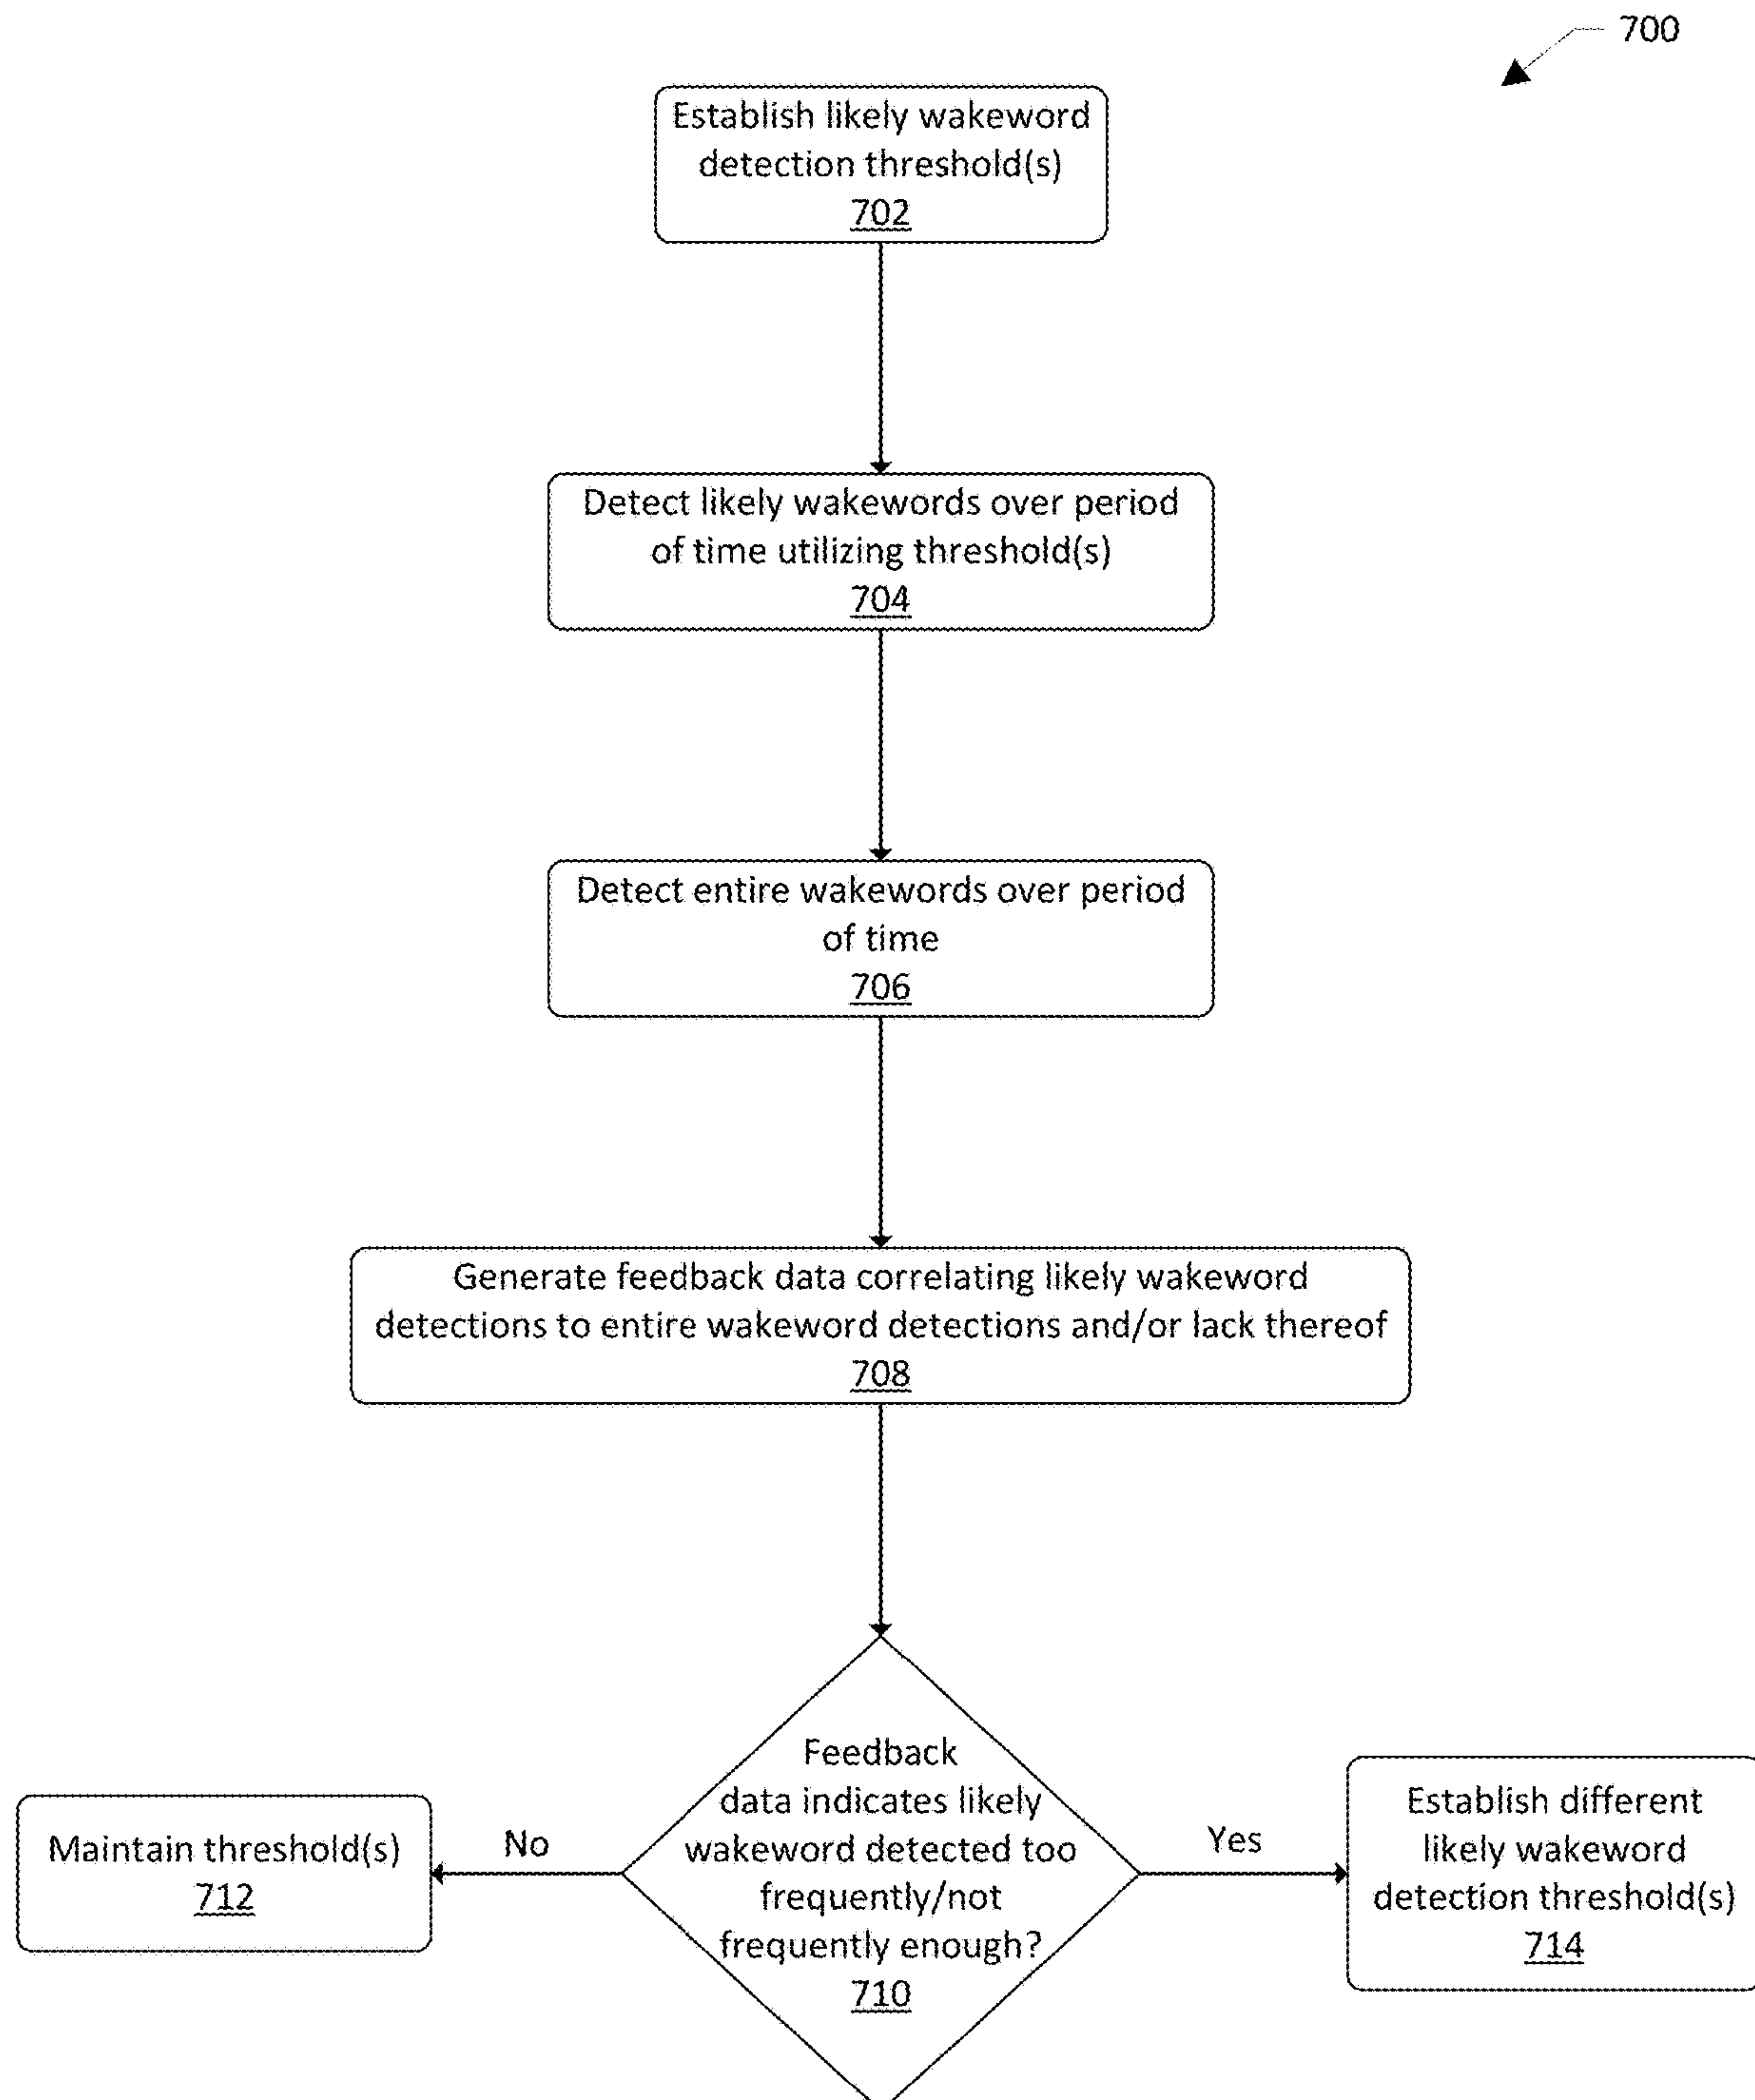 700
Establish likely wakeword
detection threshold(s)
702
Detect likely wakewords over period
of time utilizing threshold(s)
704
Detect entire wakewords over period
of time
706
Generate feedback data correlating likely wakeword
detections to entire wakeword detections and/or lack thereof
708
Feedback
data indicates likely
wakeword detected too
frequently/not
frequently enough?
710
No
Maintain threshold(s)
712
Yes
Establish different
likely wakeword
detection threshold(s)
714